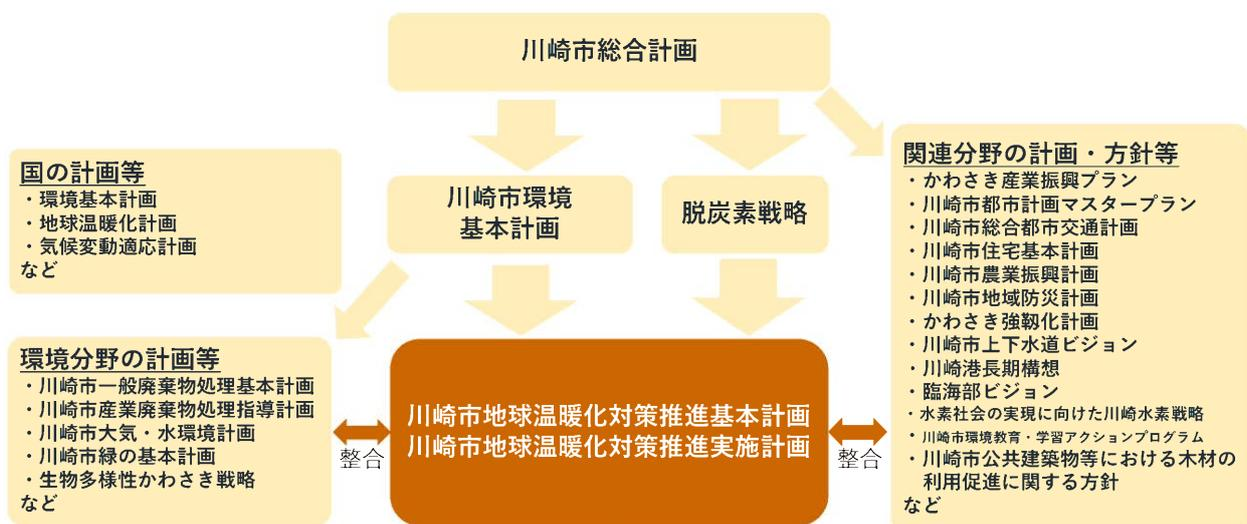 川崎市総合計画
国の計画等
・環境基本計画
・地球温暖化計画
・気候変動適応計画
など
川崎市環境
基本計画
脱炭素戦略
関連分野の計画・方針等
・かわさき産業振興プラン
・川崎市都市計画マスタープラン
・川崎市総合都市交通計画
・川崎市住宅基本計画
・川崎市農業振興計画
・川崎市地域防災計画
・かわさき強靱化計画
・川崎市上下水道ビジョン
・川崎港長期構想
・臨海部ビジョン
・水素社会の実現に向けた川崎水素戦略
・川崎市環境教育・学習アクションプログラム
・川崎市公共建築物等における木材の
利用促進に関する方針
など
環境分野の計画等
・川崎市一般廃棄物処理基本計画
・川崎市産業廃棄物処理指導計画
・川崎市大気・水環境計画
・川崎市緑の基本計画
・生物多様性かわさき戦略
など
整合
川崎市地球温暖化対策推進基本計画
川崎市地球温暖化対策推進実施計画
整合